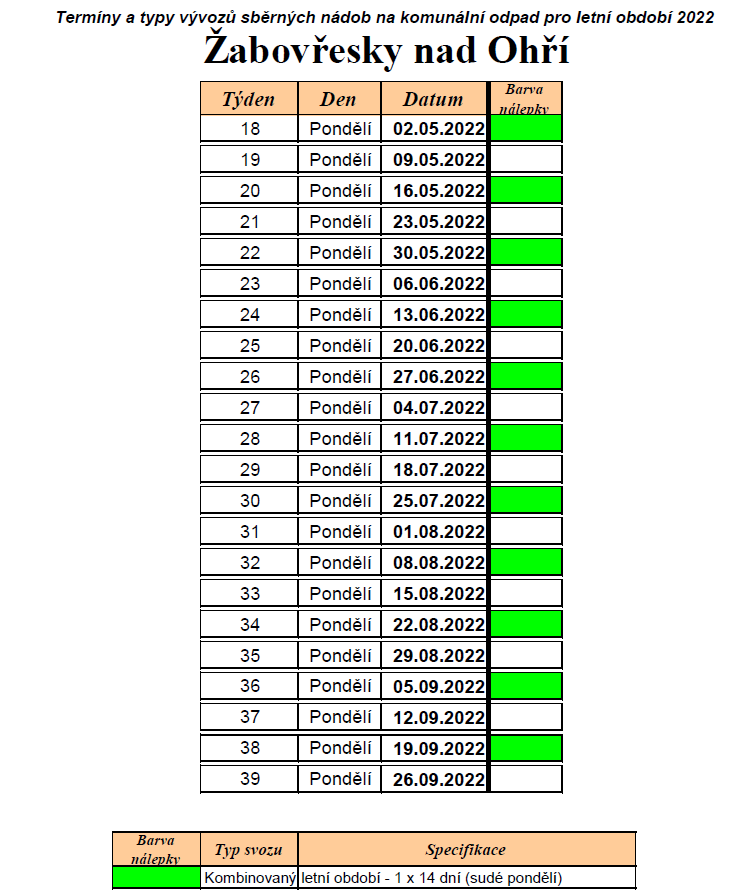 Termíny a typy vývozů sběrných nádob na komunální odpad pro letní období 2022
Žabovřesky nad Ohří
Týden Den Datum Barva nálepky
18 Pondělí 02.05.2022
19 Pondělí 09.05.2022
20 Pondělí 16.05.2022
21 Pondělí 23.05.2022
22 Pondělí 30.05.2022
23 Pondělí 06.06.2022
24 Pondělí 13.06.2022
25 Pondělí 20.06.2022
26 Pondělí 27.06.2022
27 Pondělí 04.07.2022
28 Pondělí 11.07.2022
29 Pondělí 18.07.2022
30 Pondělí 25.07.2022
31 Pondělí 01.08.2022
32 Pondělí 08.08.2022
33 Pondělí 15.08.2022
34 Pondělí 22.08.2022
35 Pondělí 29.08.2022
36 Pondělí 05.09.2022
37 Pondělí 12.09.2022
38 Pondělí 19.09.2022
39 Pondělí 26.09.2022
Barva nálepky Typ svozu Specifikace
Kombinovaný letní období - 1 x 14 dní (sudé pondělí)